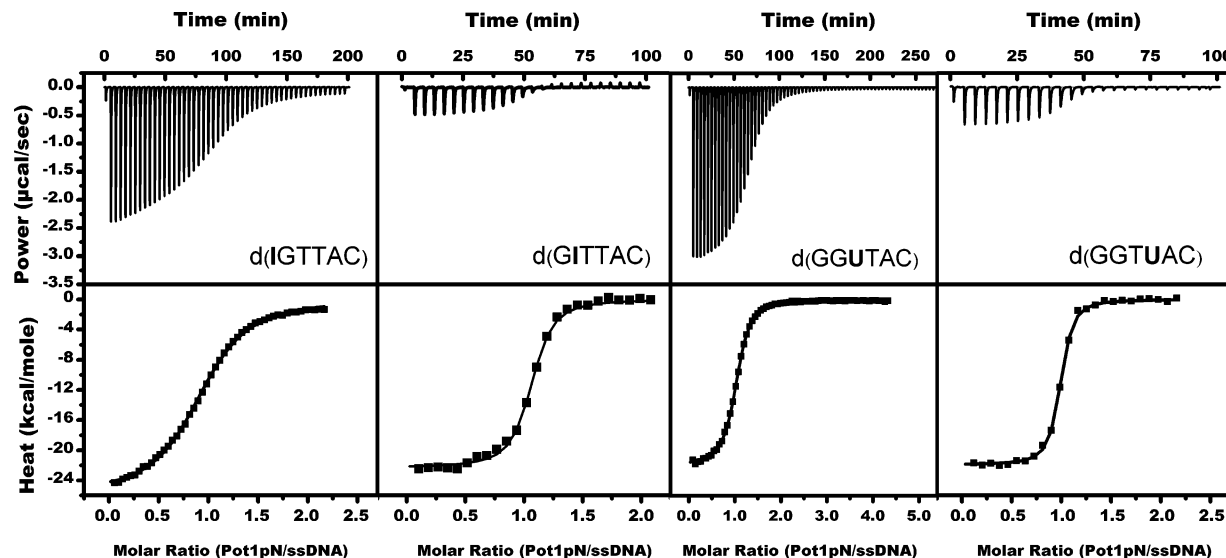 Time (min) Time (min) Time (min) Time (min)
0 25 50 75 100 125 150 175 200 0 25 50 75 100 0 50 100 150 200 250 0 25 50 75 100
Power (µcal/sec)
0.0
-0.5
-1.0
-1.5
-2.0
-2.5
-3.0
-3.5
d(IGTTAC) d(GITTAC) d(GGUTAC) d(GGTUAC)
Heat (kcal/mole)
0
-4
-8
-12
-16
-20
-24
0.0 0.5 1.0 1.5 2.0 2.5 0.0 0.5 1.0 1.5 2.0 0.0 1.0 2.0 3.0 4.0 5.0 0.0 0.5 1.0 1.5 2.0 2.5
Molar Ratio (Pot1pN/ssDNA) Molar Ratio (Pot1pN/ssDNA) Molar Ratio (Pot1pN/ssDNA) Molar Ratio (Pot1pN/ssDNA)